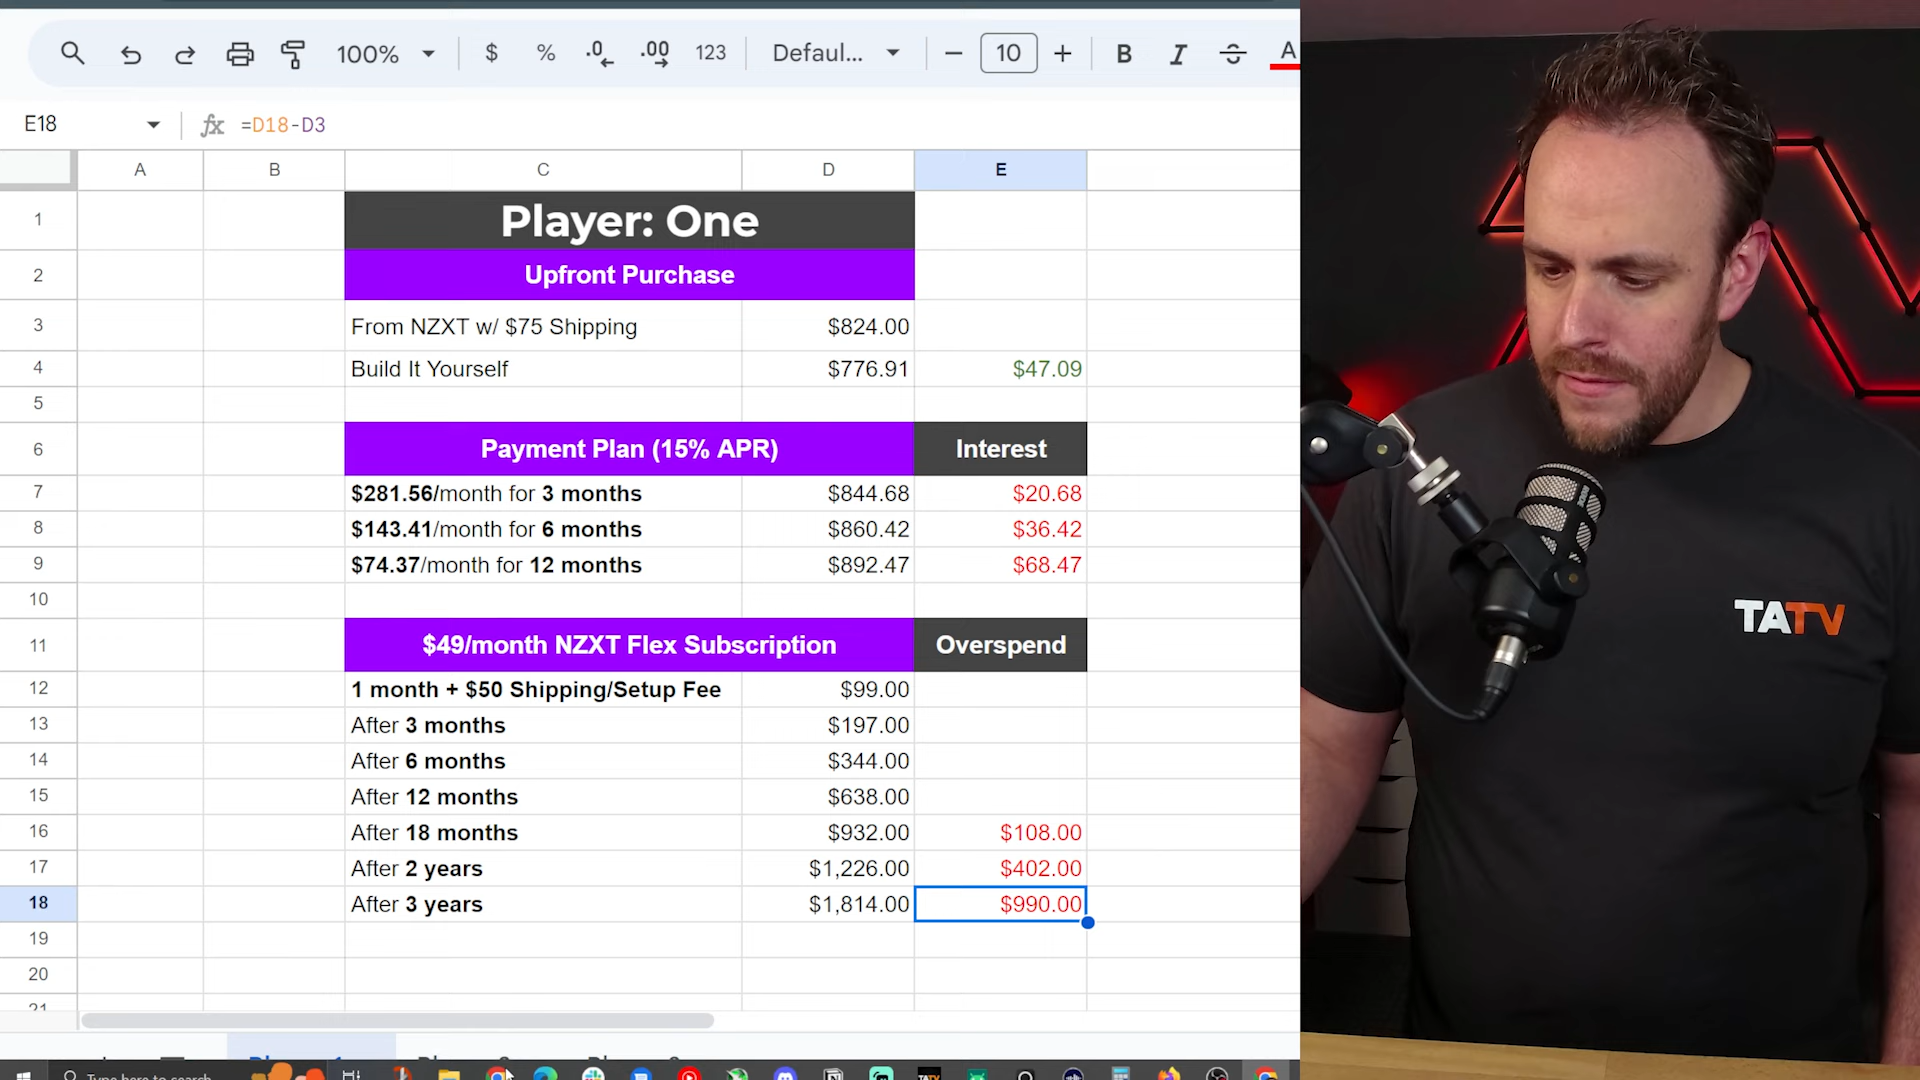 100%
$
%
.0
.00
123
Defaul...
10
B
I
A
E18
fx
=D18-D3
A
B
C
D
E
1
Player: One
2
Upfront Purchase
3
From NZXT w/ $75 Shipping
$824.00
4
Build It Yourself
$776.91
$47.09
5
6
Payment Plan (15% APR)
Interest
7
$281.56/month for 3 months
$844.68
$20.68
8
$143.41/month for 6 months
$860.42
$36.42
9
$74.37/month for 12 months
$892.47
$68.47
10
11
$49/month NZXT Flex Subscription
Overspend
12
1 month + $50 Shipping/Setup Fee
$99.00
13
After 3 months
$197.00
14
After 6 months
$344.00
15
After 12 months
$638.00
16
After 18 months
$932.00
$108.00
17
After 2 years
$1,226.00
$402.00
18
After 3 years
$1,814.00
$990.00
19
20
21
Type here to search
TATV